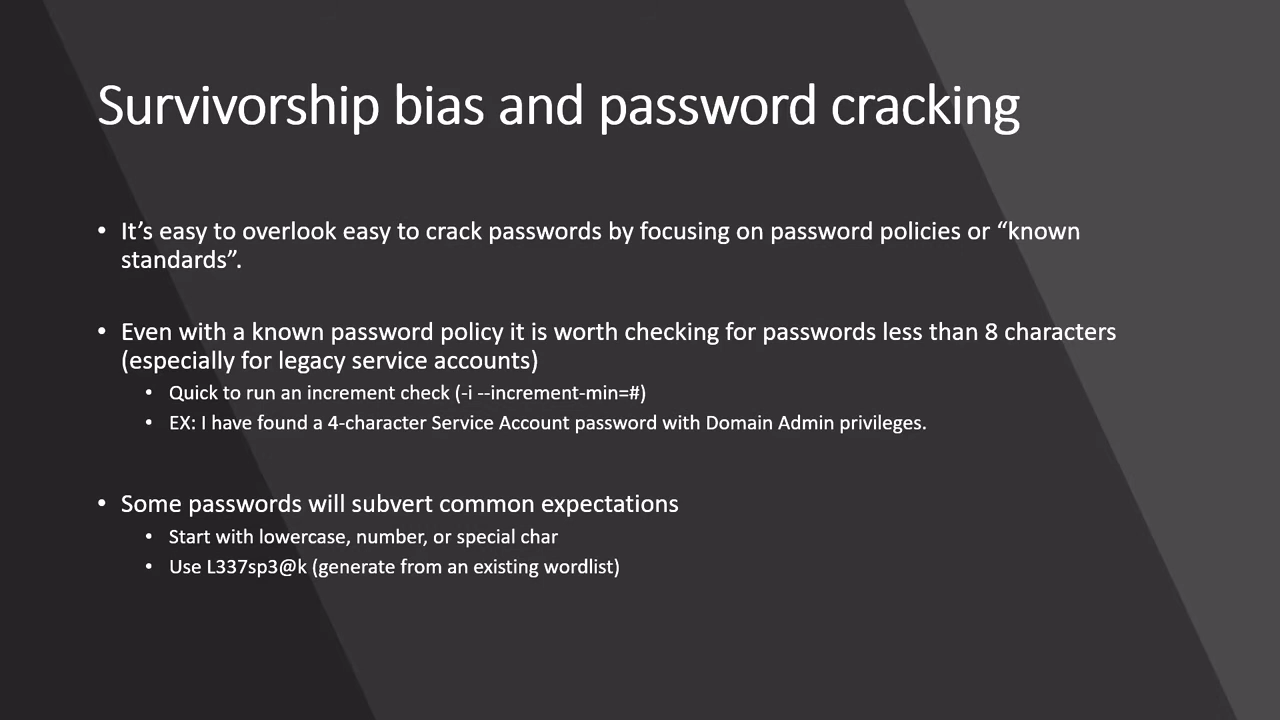 Survivorship bias and password cracking
• It’s easy to overlook easy to crack passwords by focusing on password policies or “known
standards”.
• Even with a known password policy it is worth checking for passwords less than 8 characters
(especially for legacy service accounts)
• Quick to run an increment check (-i --increment-min=#)
• EX: I have found a 4-character Service Account password with Domain Admin privileges.
• Some passwords will subvert common expectations
• Start with lowercase, number, or special char
• Use L337sp3@k (generate from an existing wordlist)